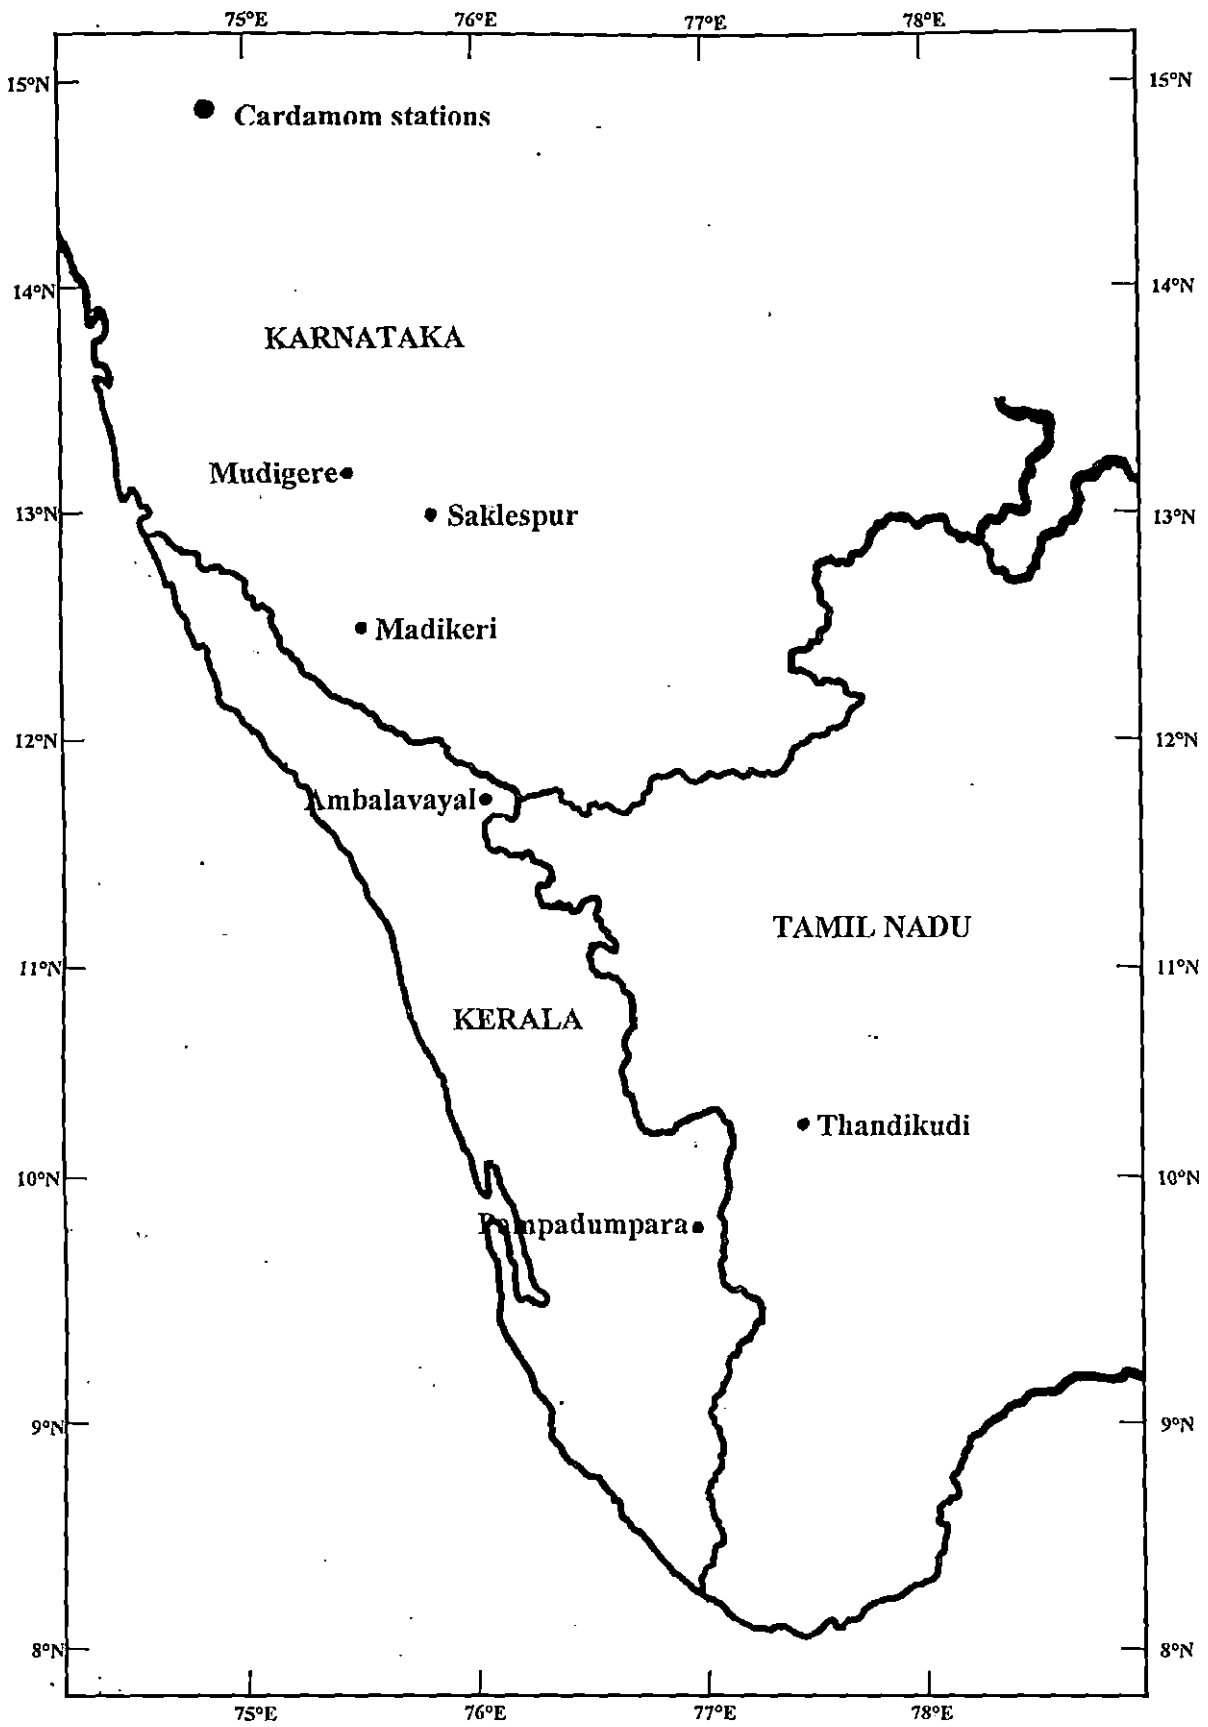 75°E 76°E 77°E 78°E
15°N 15°N
Cardamom stations
14°N 14°N
KARNATAKA
Mudigere
13°N Saklespur 13°N
Madikeri
12°N 12°N
Ambalavayal
TAMIL NADU
11°N 11°N
KERALA
Thandikudi
10°N 10°N
Pampadumpara
9°N 9°N
8°N 8°N
75°E 76°E 77°E 78°E